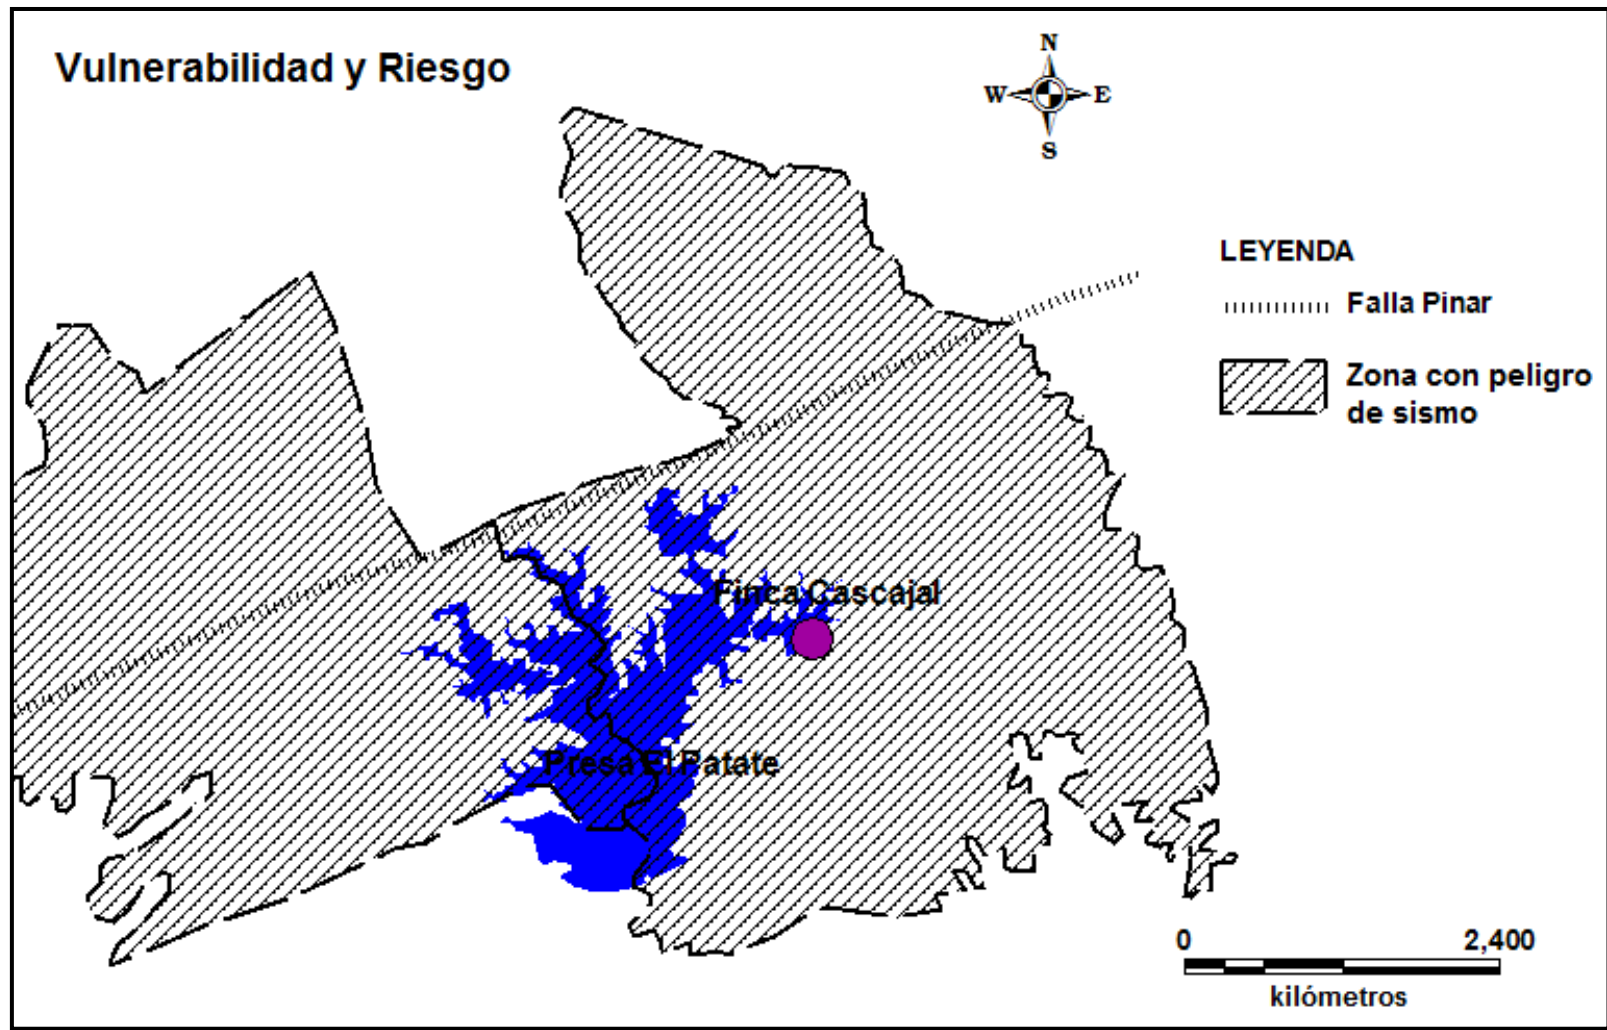 Vulnerabilidad y Riesgo
N
W E
S
LEYENDA
Falla Pinar
Zona con peligro
de sismo
Finca Cascajal
Presa El Patate
0 2,400
kilómetros